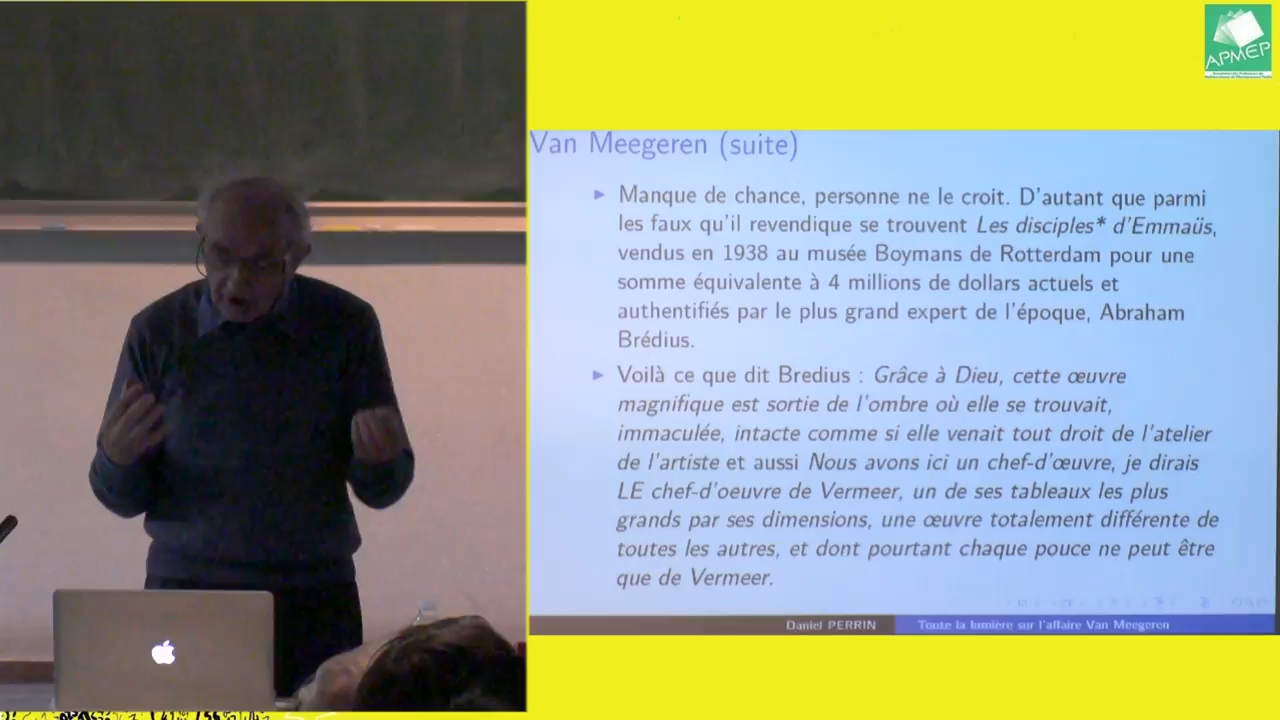 APMEP
Van Meegeren (suite)
Manque de chance, personne ne le croit. D'autant que parmi
les faux qu'il revendique se trouvent Les disciples* d'Emmaüs,
vendus en 1938 au musée Boymans de Rotterdam pour une
somme équivalente à 4 millions de dollars actuels et
authentifiés par le plus grand expert de l'époque, Abraham
Brédius.
Voilà ce que dit Bredius : Grâce à Dieu, cette œuvre
magnifique est sortie de l'ombre où elle se trouvait,
immaculée, intacte comme si elle venait tout droit de l'atelier
de l'artiste et aussi Nous avons ici un chef-d'œuvre, je dirais
LE chef-d'oeuvre de Vermeer, un de ses tableaux les plus
grands par ses dimensions, une œuvre totalement différente de
toutes les autres, et dont pourtant chaque pouce ne peut être
que de Vermeer.
Daniel PERRIN Toute la lumière sur l'affaire Van Meegeren